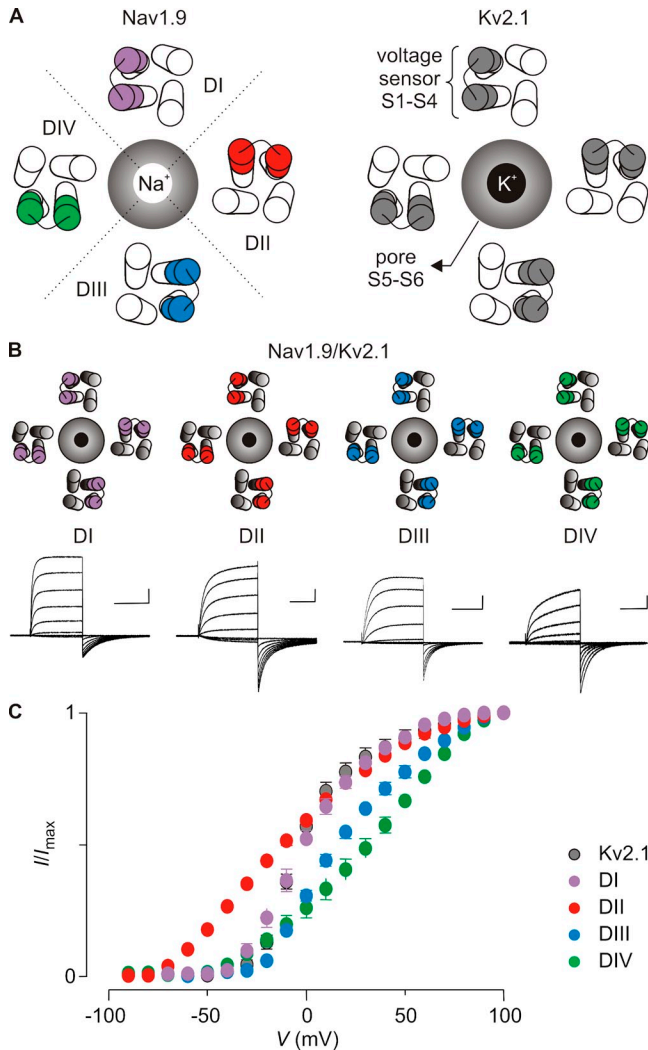 A
Nav1.9
Kv2.1
DI
DIV
Na+
DII
DIII
voltage
sensor
S1-S4
K+
pore
S5-S6
B
Nav1.9/Kv2.1
DI
DII
DIII
DIV
C
1
0
I/Imax
-100
-50
0
50
100
V (mV)
Kv2.1
DI
DII
DIII
DIV